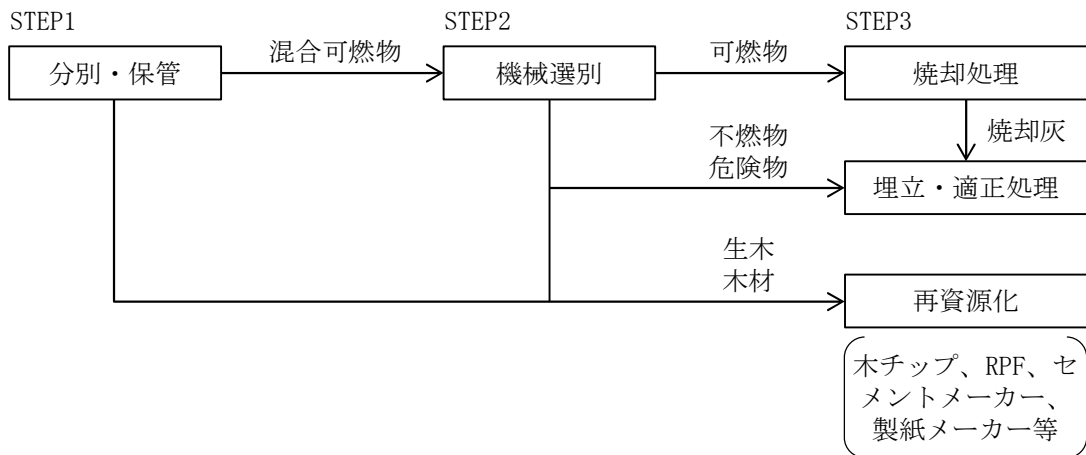 STEP1
STEP2
STEP3
分別・保管
混合可燃物
機械選別
可燃物
焼却処理
焼却灰
不燃物
危険物
埋立・適正処理
生木
木材
再資源化
木チップ、RPF、セ
メントメーカー、
製紙メーカー等